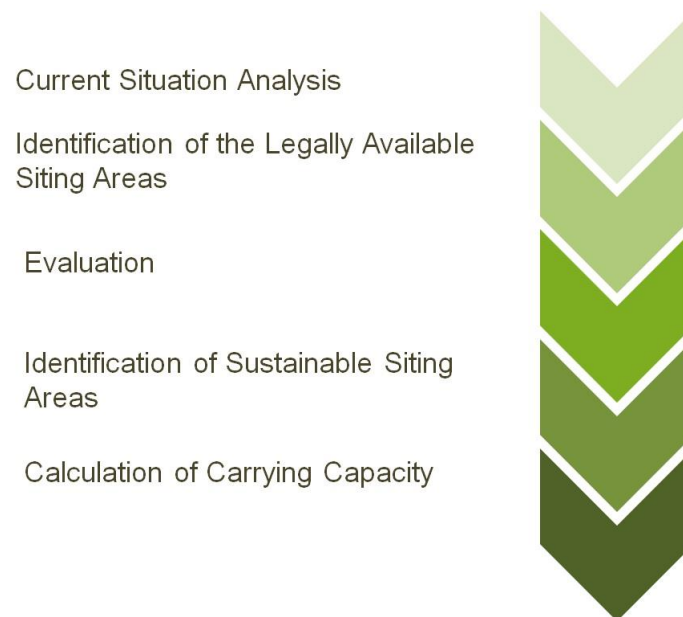 Current Situation Analysis
Identification of the Legally Available
Siting Areas
Evaluation
Identification of Sustainable Siting
Areas
Calculation of Carrying Capacity